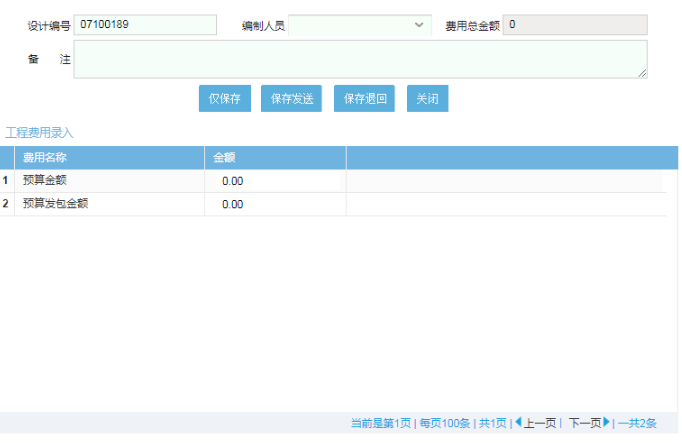 设计编号 07100189 编制人员 费用总金额 0
备 注
仅保存 保存发送 保存退回 关闭
工程费用录入
费用名称 金额
1 预算金额 0.00
2 预算发包金额 0.00
当前是第1页 | 每页100条 | 共1页 | 上一页 | 下一页 | 一共2条